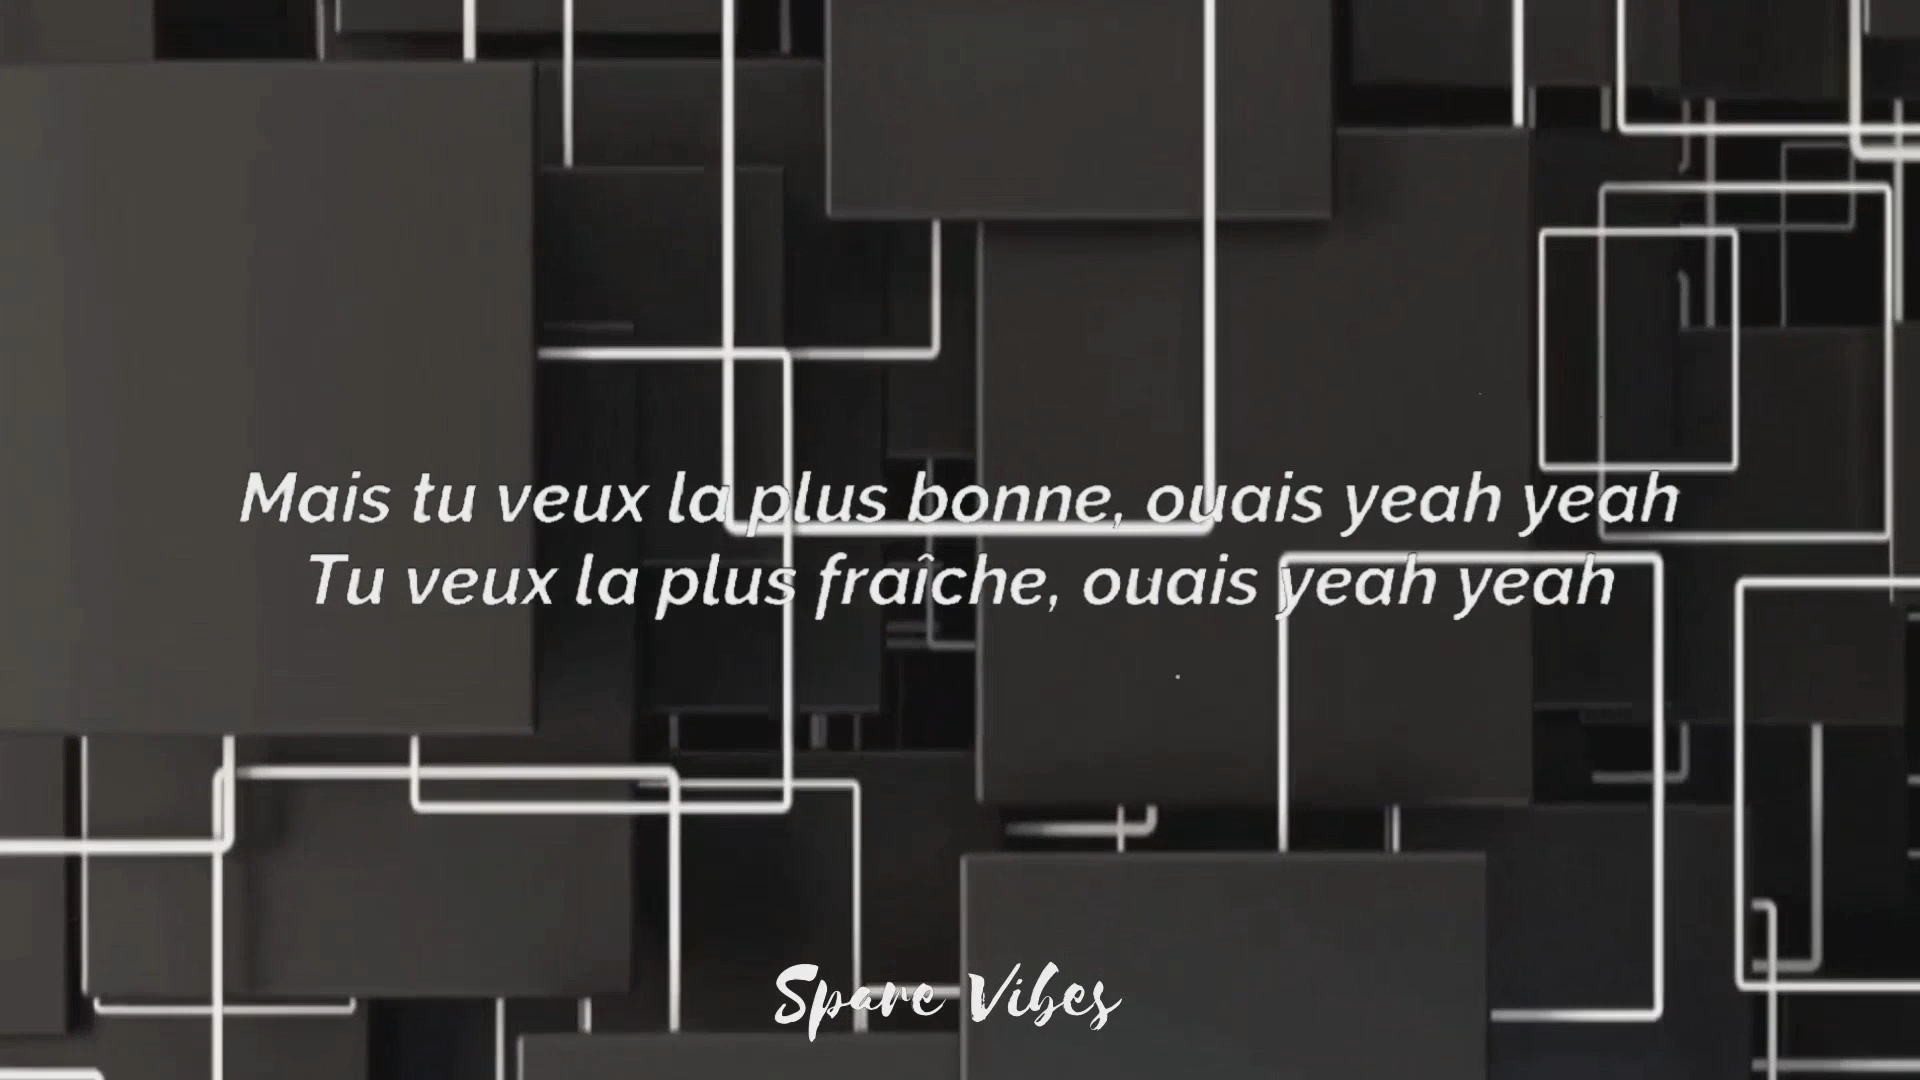 Mais tu veux la plus bonne, ouais yeah yeah
Tu veux la plus fraîche, ouais yeah yeah
Spare Vibes